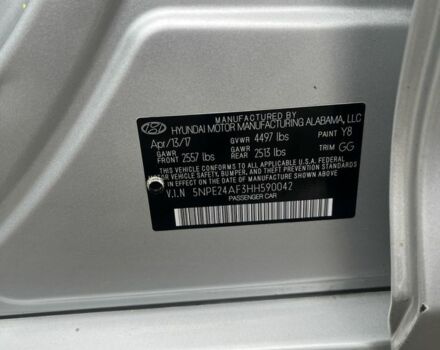 MANUFACTURED BY
HYUNDAI MOTOR MANUFACTURING ALABAMA, LLC
Apr/13/17 GVWR 4497 lbs PAINT Y8
GAWR FRONT 2557 lbs GAWR REAR 2513 lbs TRIM GG
THIS VEHICLE CONFORMS TO ALL APPLICABLE U.S. FEDERAL
MOTOR VEHICLE SAFETY, BUMPER, AND THEFT PREVENTION
STANDARDS IN EFFECT ON THE DATE OF MANUFACTURE SHOWN ABOVE.
V.I.N 5NPE24AF3HH590042
PASSENGER CAR